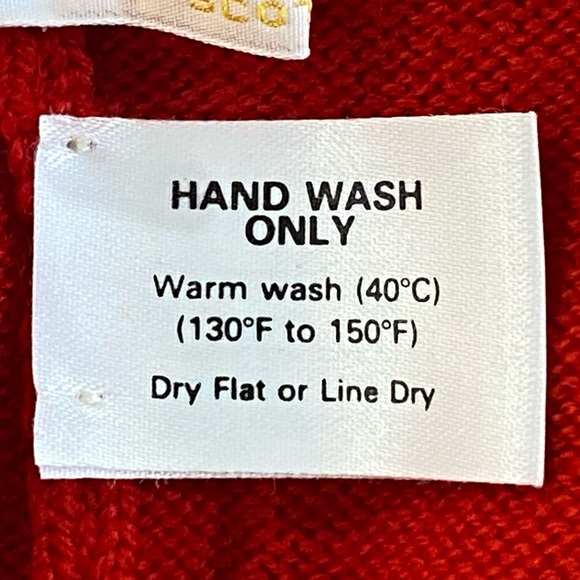 HAND WASH
ONLY
Warm wash (40°C)
(130°F to 150°F)
Dry Flat or Line Dry